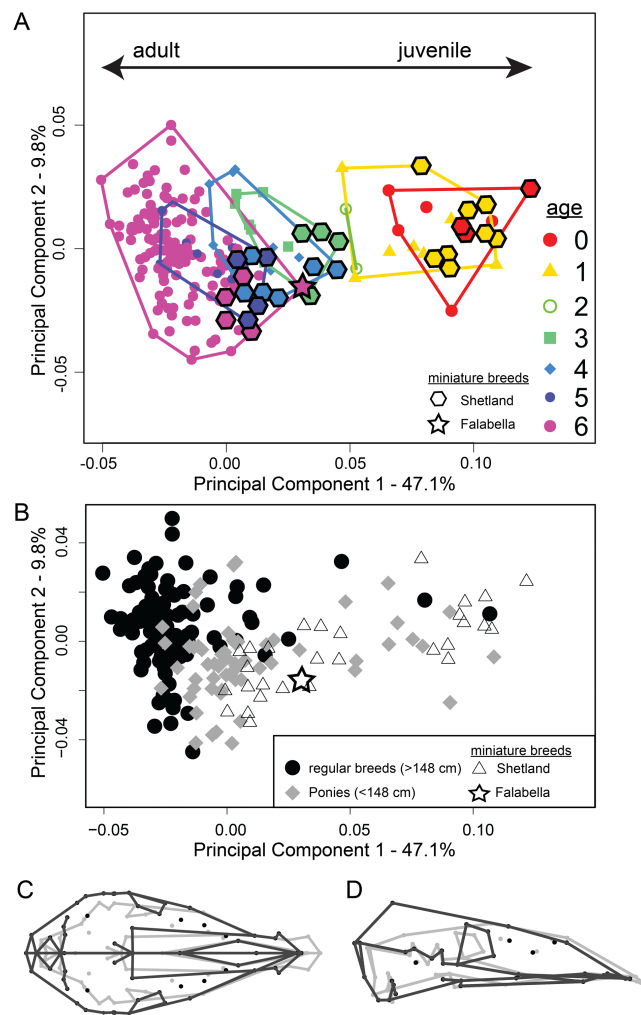 A
adult juvenile
Principal Component 2 - 9.8%
0.05
0.0
-0.05
age
0
1
2
3
4
5
6
miniature breeds
Shetland
Falabella
-0.05 0.00 0.05 0.10
Principal Component 1 - 47.1%
B
Principal Component 2 - 9.8%
0.04
0.00
-0.04
miniature breeds
regular breeds (>148 cm) Shetland
Ponies (<148 cm) Falabella
−0.05 0.00 0.05 0.10
Principal Component 1 - 47.1%
C D